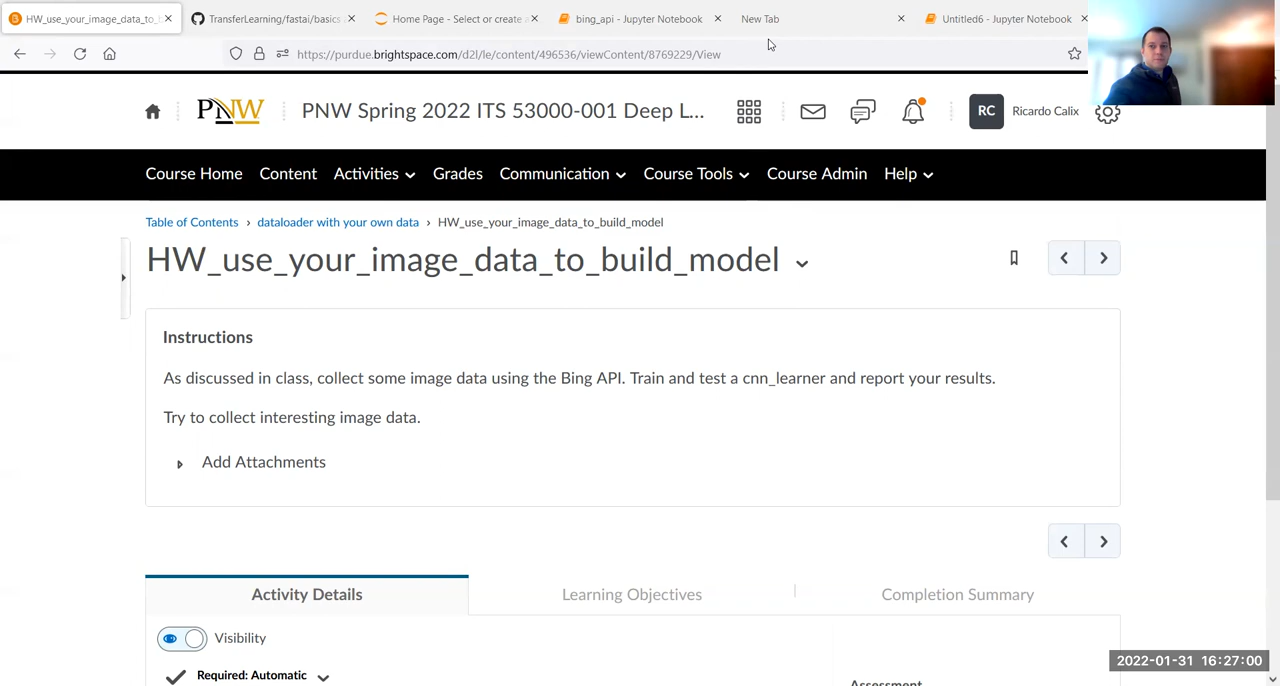 HW_use_your_image_data_to_b
TransferLearning/fastai/basics
Home Page - Select or create
bing_api - Jupyter Notebook
New Tab
Untitled6 - Jupyter Notebook
https://purdue.brightspace.com/d2l/le/content/496536/viewContent/8769229/View
PNW
PNW Spring 2022 ITS 53000-001 Deep L...
RC
Ricardo Calix
Course Home
Content
Activities
Grades
Communication
Course Tools
Course Admin
Help
Table of Contents › dataloader with your own data › HW_use_your_image_data_to_build_model
HW_use_your_image_data_to_build_model
Instructions
As discussed in class, collect some image data using the Bing API. Train and test a cnn_learner and report your results.
Try to collect interesting image data.
Add Attachments
Activity Details
Learning Objectives
Completion Summary
Visibility
2022-01-31 16:27:00
Required: Automatic
Assessment